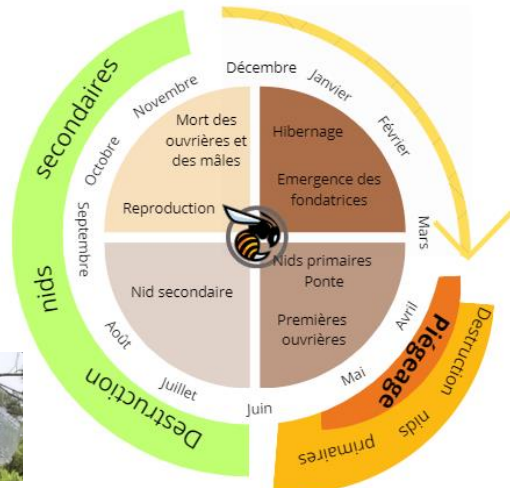 Décembre
Janvier
Février
Mars
Avril
Mai
Juin
Juillet
Août
Septembre
Octobre
Novembre
Hibernage
Emergence des
fondatrices
Nids primaires
Ponte
Premières
ouvrières
Nid secondaire
Reproduction
Mort des
ouvrières et
des mâles
Piégeage
Destruction nids primaires
Destruction nids secondaires